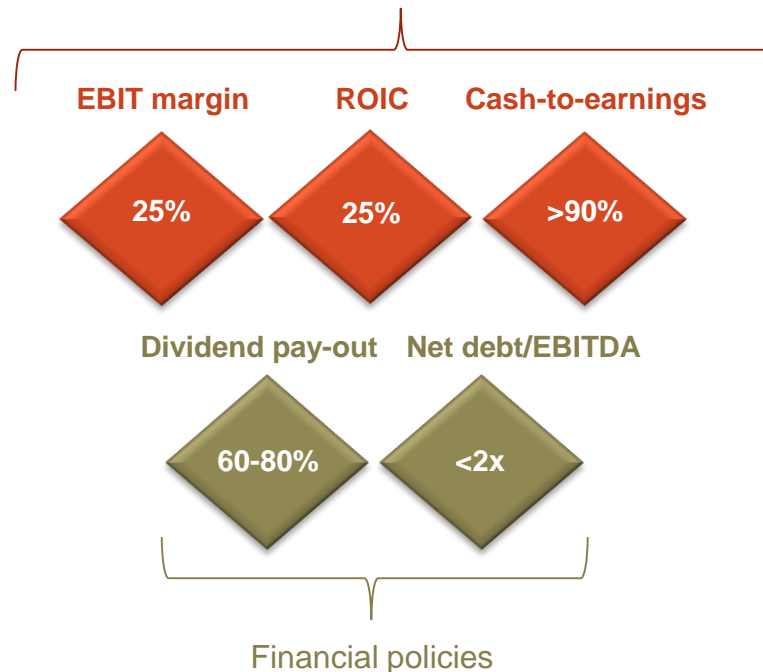 EBIT margin ROIC Cash-to-earnings
25% 25% >90%
Dividend pay-out Net debt/EBITDA
60-80% <2x
Financial policies